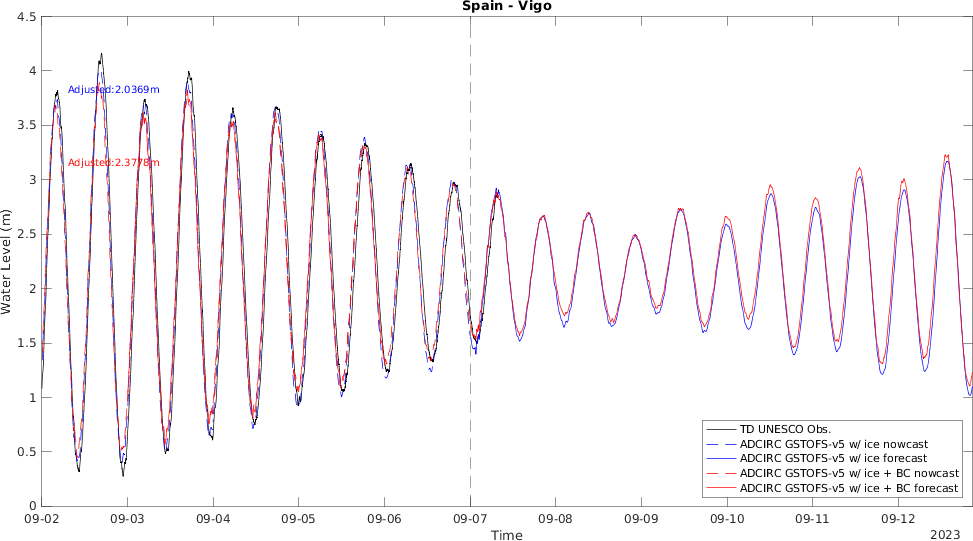 Spain - Vigo
4.5
4
3.5
3
2.5
2
1.5
1
0.5
0
Water Level (m)
Adjusted:2.0369m
Adjusted:2.3778m
TD UNESCO Obs.
ADCIRC GSTOFS-v5 w/ ice nowcast
ADCIRC GSTOFS-v5 w/ ice forecast
ADCIRC GSTOFS-v5 w/ ice + BC nowcast
ADCIRC GSTOFS-v5 w/ ice + BC forecast
09-02 09-03 09-04 09-05 09-06 09-07 09-08 09-09 09-10 09-11 09-12
Time
2023